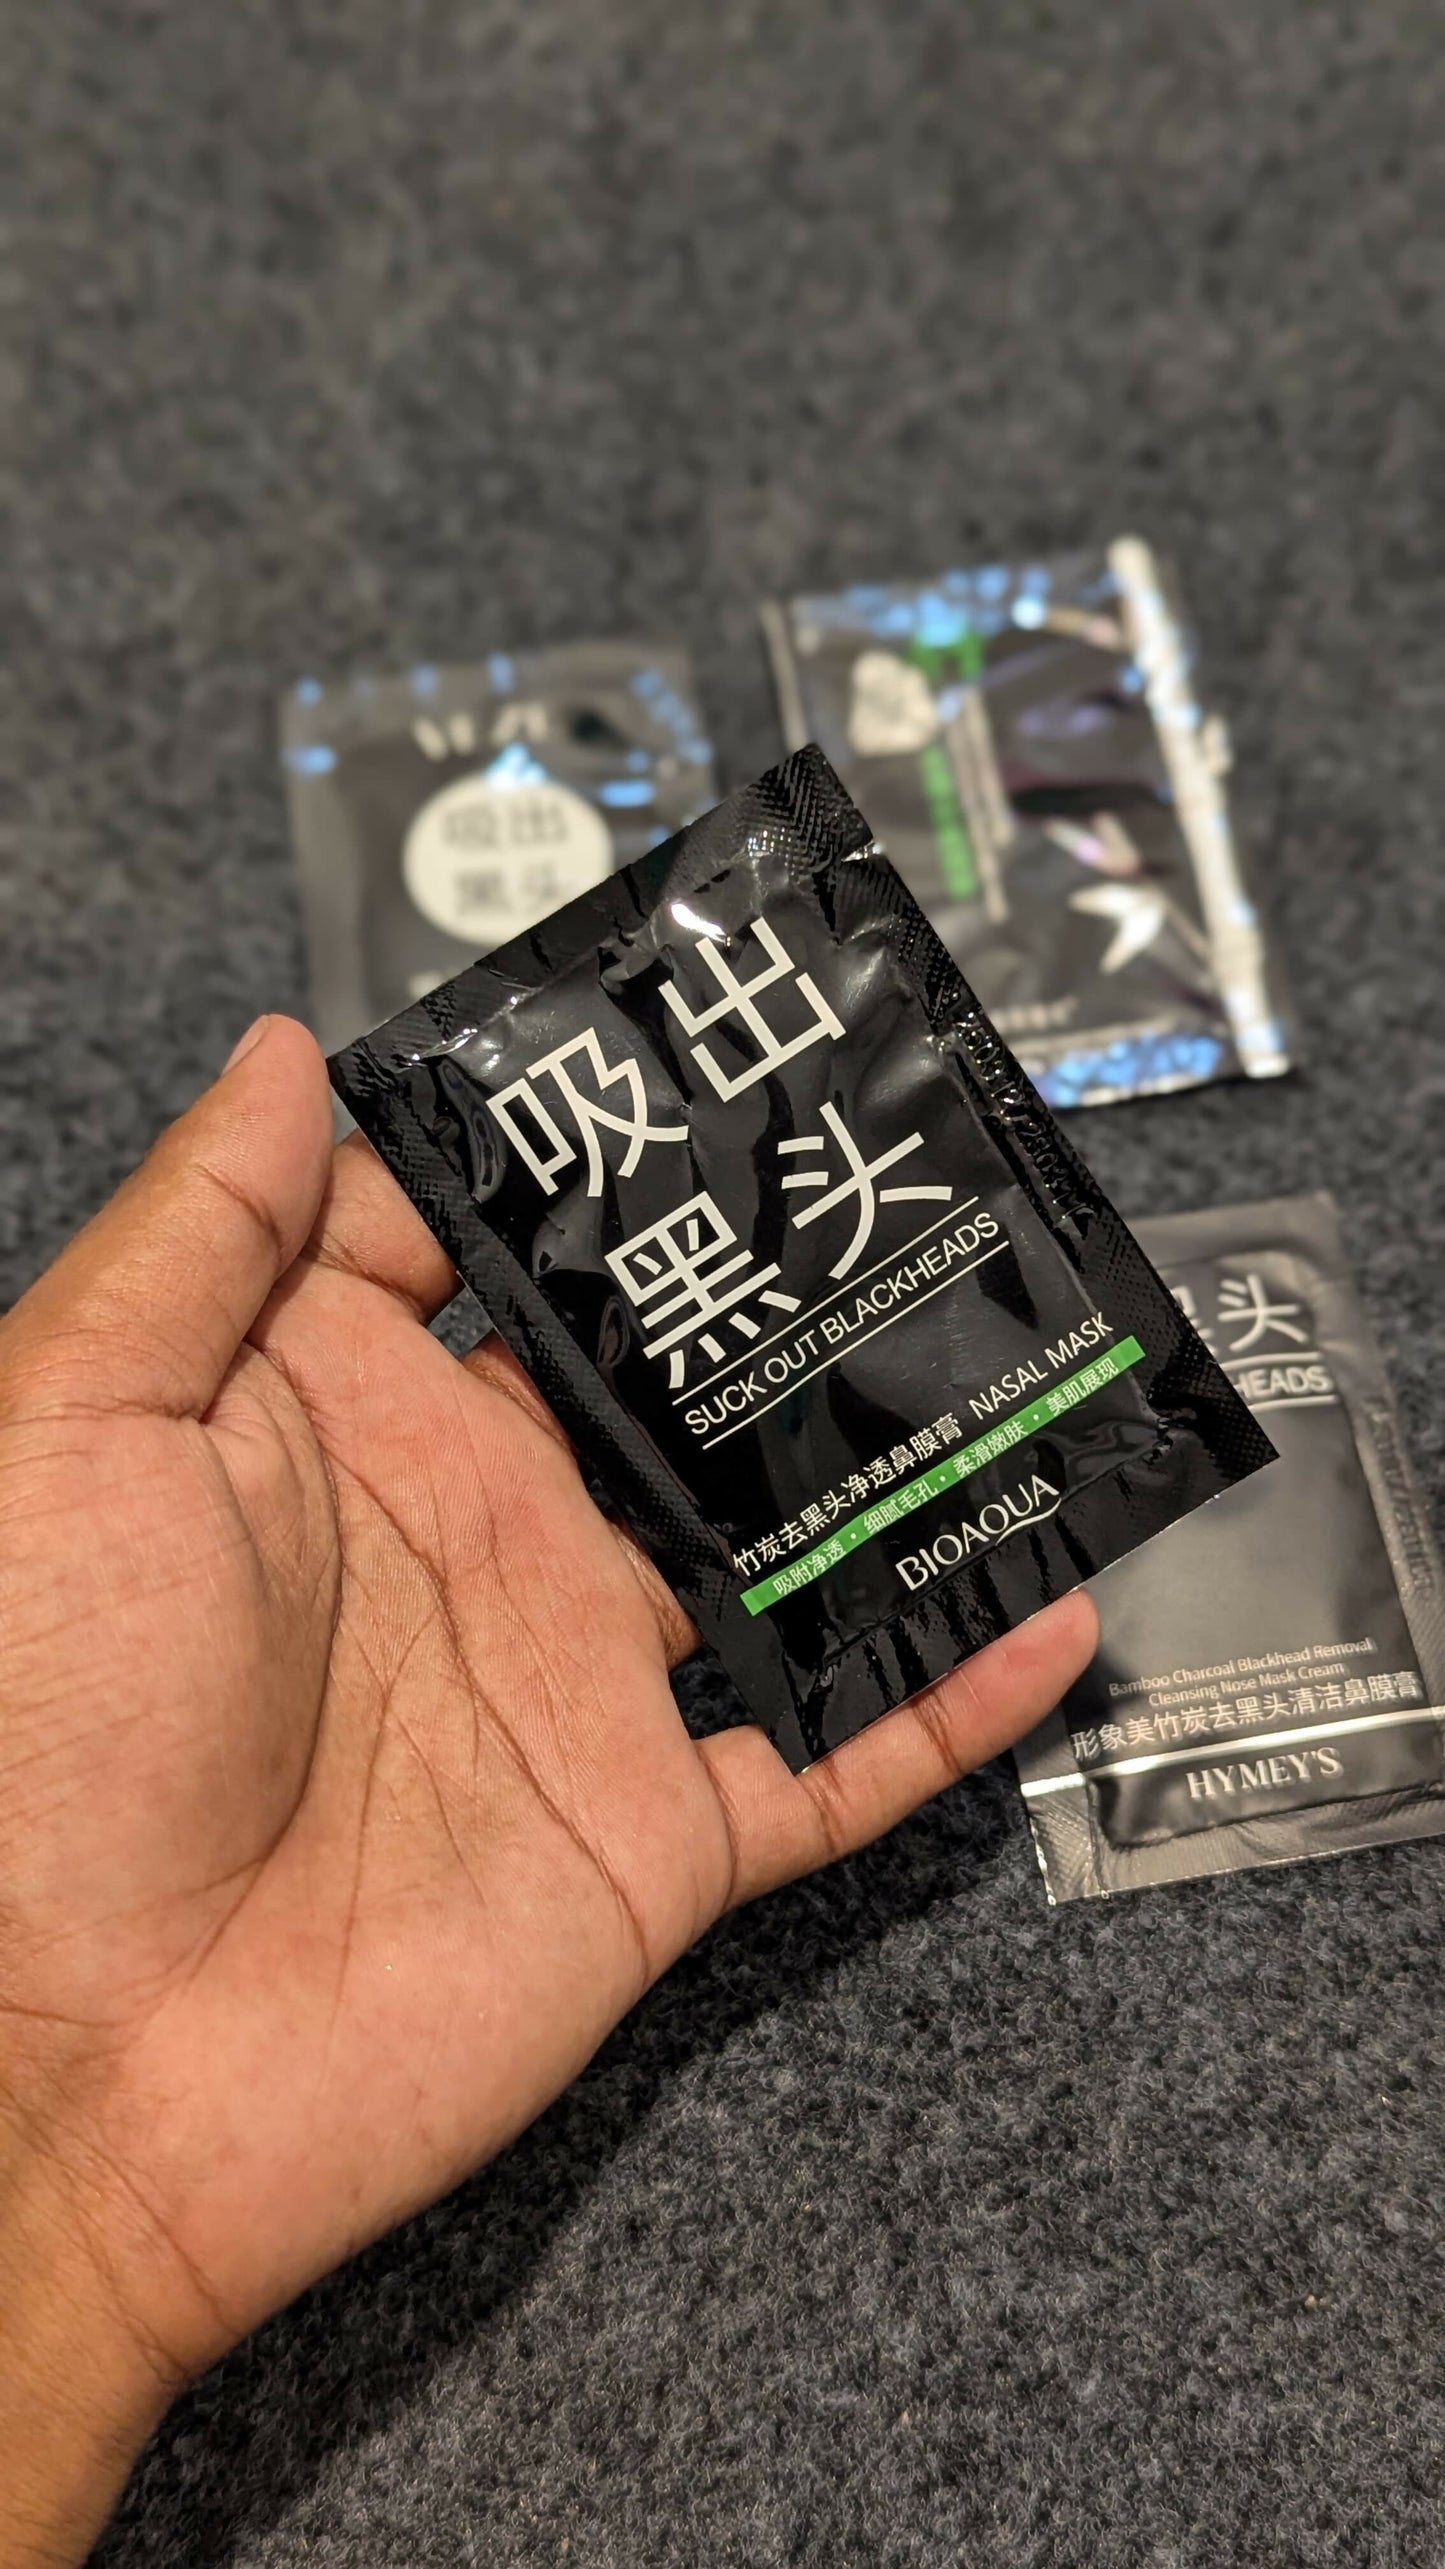 吸出
黑头
SUCK OUT BLACKHEADS
竹炭去黑头净透鼻膜膏 NASAL MASK
吸附净透·细腻毛孔·柔滑嫩肤·美肌展现
BIOAQUA
吸出
黑头
黑头
HEADS
Bamboo Charcoal Blackhead Removal
Cleansing Nose Mask Cream
形象美竹炭去黑头清洁鼻膜膏
HYMEY'S